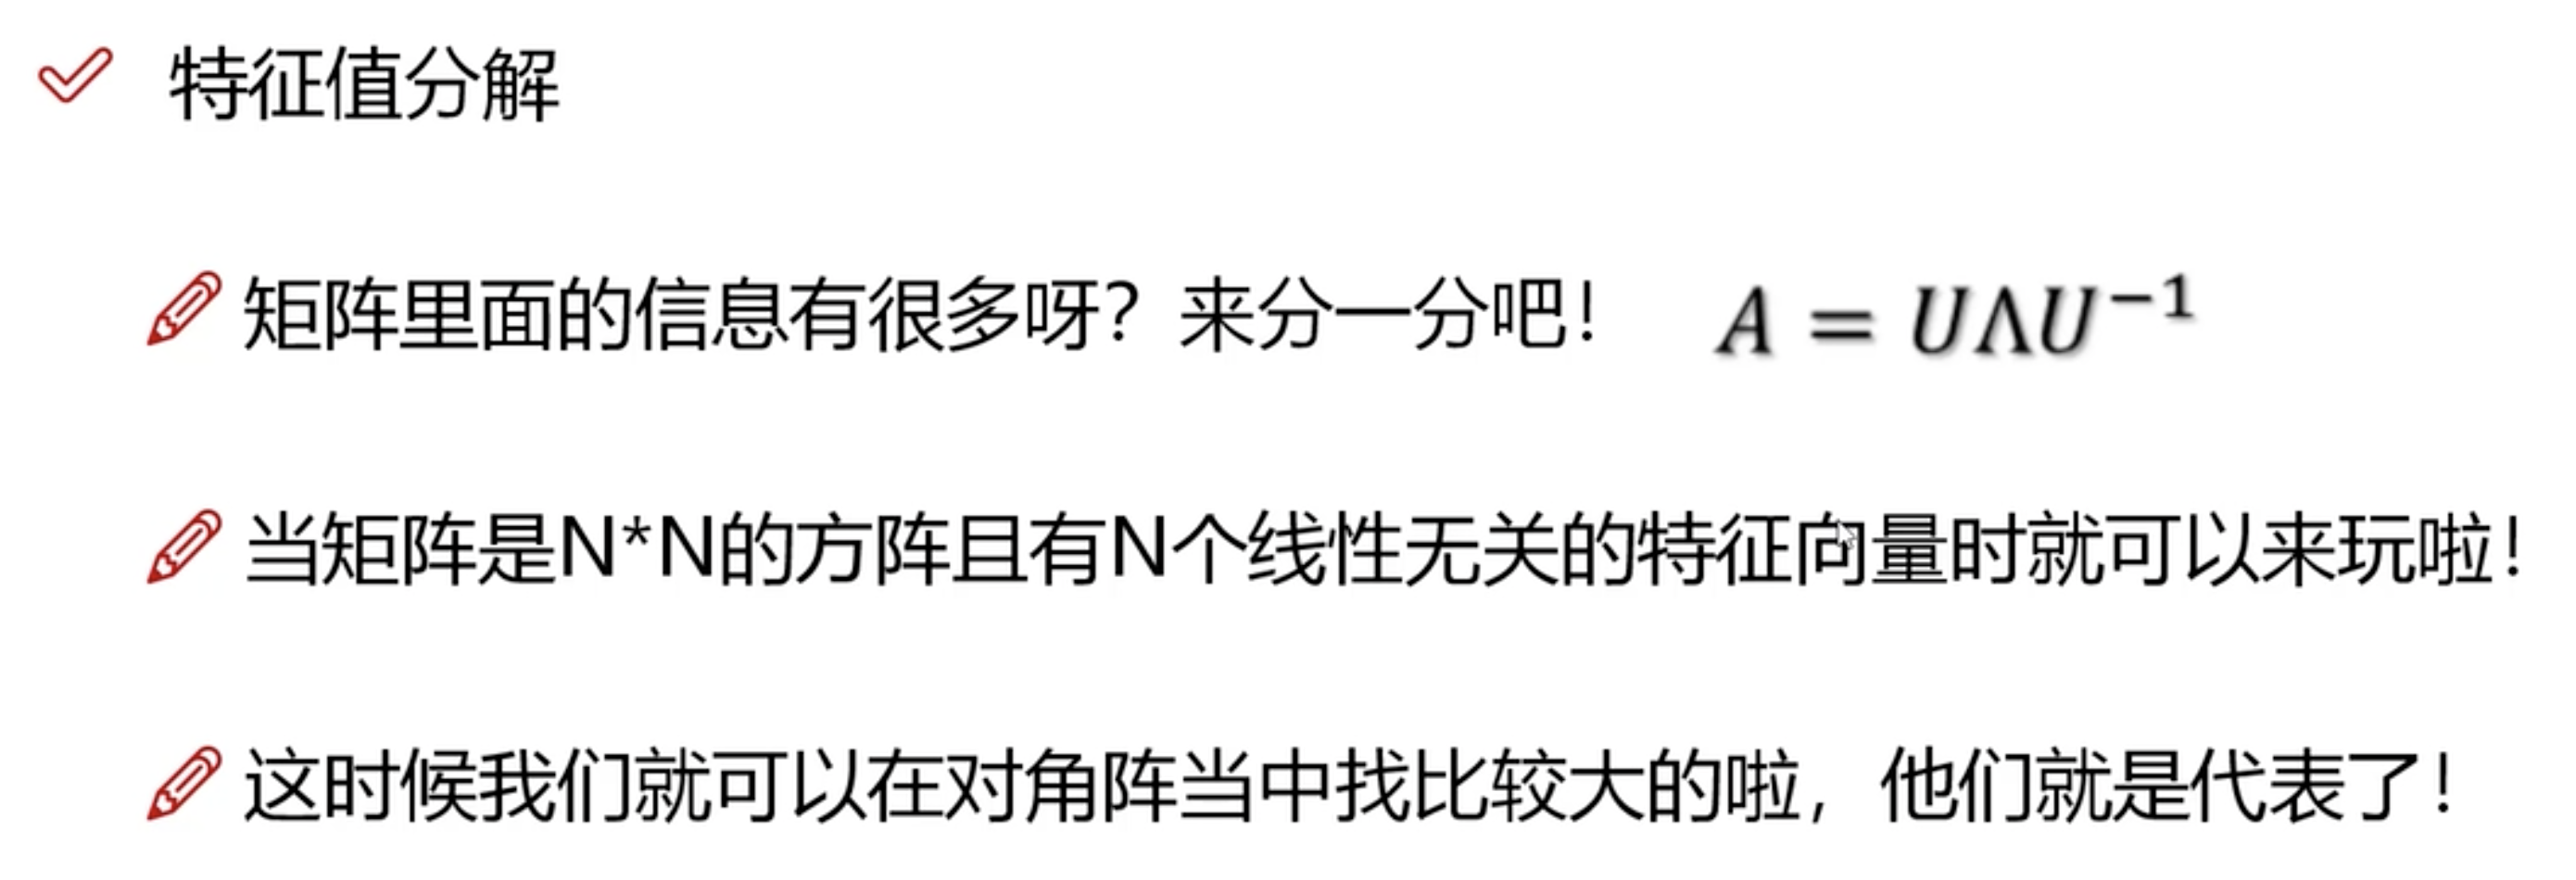 特征值分解
矩阵里面的信息有很多呀？来分一分吧！ A = UΛU⁻¹
当矩阵是N*N的方阵且有N个线性无关的特征向量时就可以来玩啦！
这时候我们就可以在对角阵当中找比较大的啦，他们就是代表了！